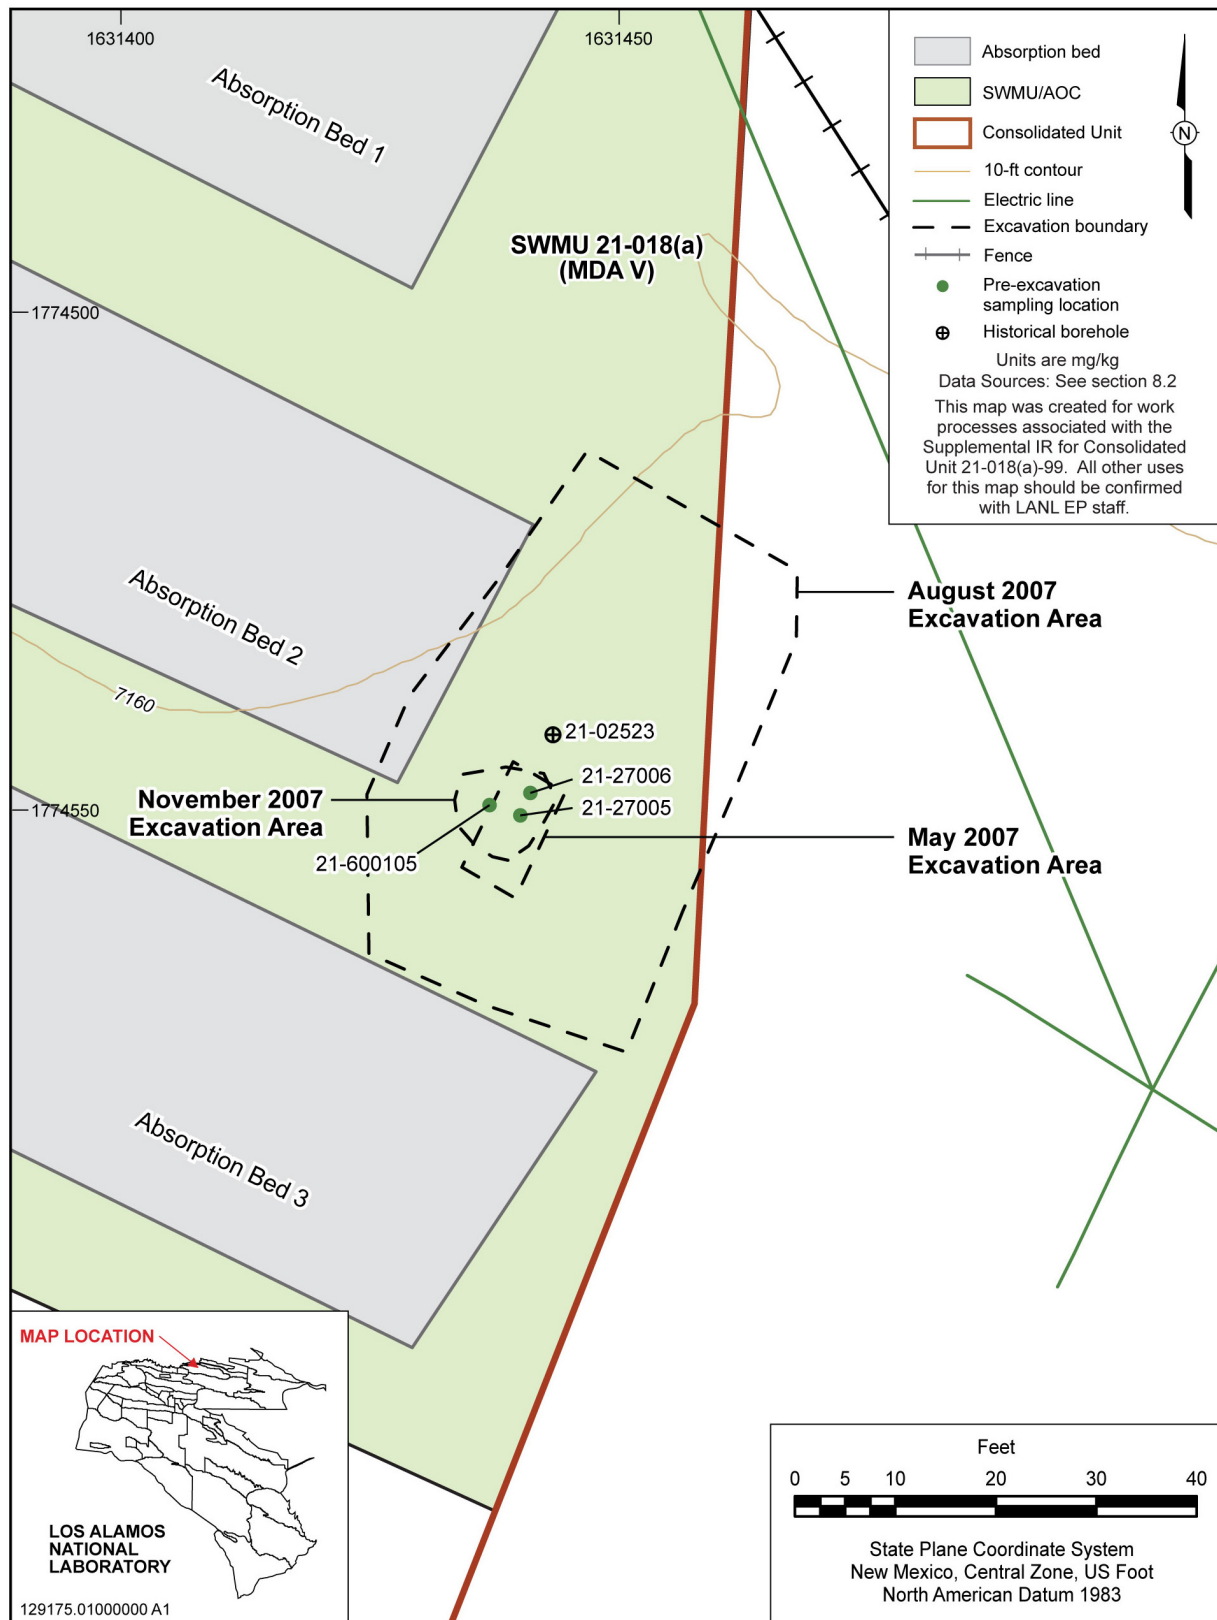 1631400
1631450
Absorption Bed 1
SWMU 21-018(a)
(MDA V)
1774500
Absorption Bed 2
7160
21-02523
21-27006
21-27005
21-600105
November 2007
Excavation Area
1774550
August 2007
Excavation Area
May 2007
Excavation Area
Absorption Bed 3
Absorption bed
SWMU/AOC
Consolidated Unit
10-ft contour
Electric line
Excavation boundary
Fence
Pre-excavation
sampling location
Historical borehole
N
Units are mg/kg
Data Sources: See section 8.2
This map was created for work
processes associated with the
Supplemental IR for Consolidated
Unit 21-018(a)-99. All other uses
for this map should be confirmed
with LANL EP staff.
MAP LOCATION
LOS ALAMOS
NATIONAL
LABORATORY
129175.01000000 A1
Feet
0 5 10 20 30 40
State Plane Coordinate System
New Mexico, Central Zone, US Foot
North American Datum 1983